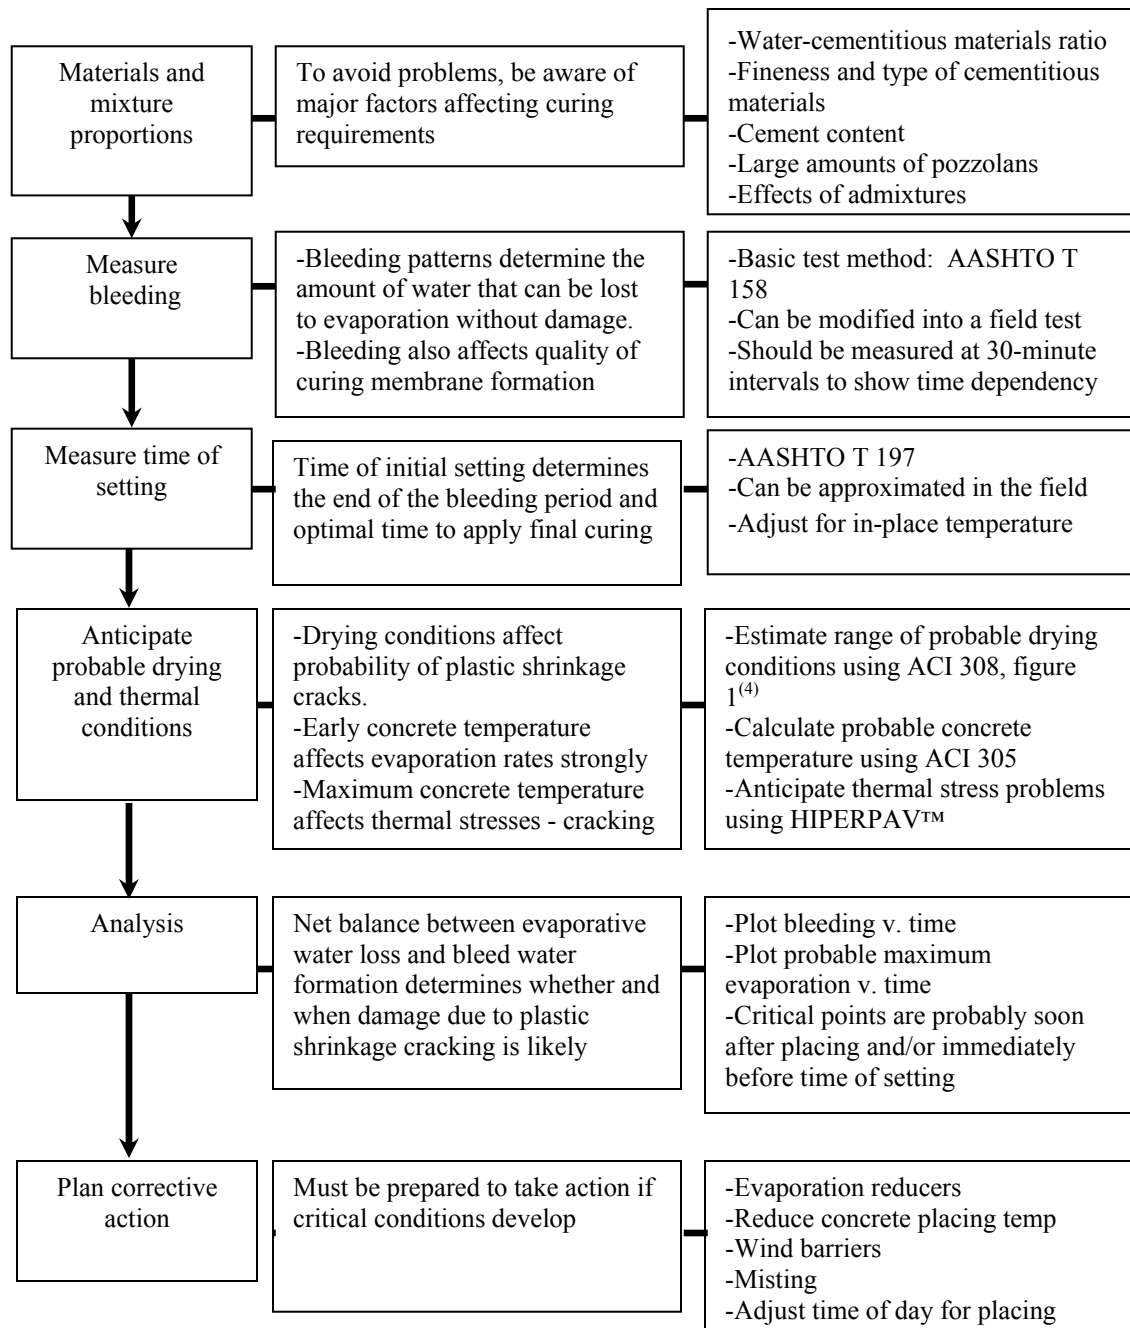 Materials and
mixture
proportions
To avoid problems, be aware of
major factors affecting curing
requirements
-Water-cementitious materials ratio
-Fineness and type of cementitious
materials
-Cement content
-Large amounts of pozzolans
-Effects of admixtures
Measure
bleeding
-Bleeding patterns determine the
amount of water that can be lost
to evaporation without damage.
-Bleeding also affects quality of
curing membrane formation
-Basic test method:  AASHTO T
158
-Can be modified into a field test
-Should be measured at 30-minute
intervals to show time dependency
Measure time of
setting
Time of initial setting determines
the end of the bleeding period and
optimal time to apply final curing
-AASHTO T 197
-Can be approximated in the field
-Adjust for in-place temperature
Anticipate
probable drying
and thermal
conditions
-Drying conditions affect
probability of plastic shrinkage
cracks.
-Early concrete temperature
affects evaporation rates strongly
-Maximum concrete temperature
affects thermal stresses - cracking
-Estimate range of probable drying
conditions using ACI 308, figure
1(4)
-Calculate probable concrete
temperature using ACI 305
-Anticipate thermal stress problems
using HIPERPAV™
Analysis
Net balance between evaporative
water loss and bleed water
formation determines whether and
when damage due to plastic
shrinkage cracking is likely
-Plot bleeding v. time
-Plot probable maximum
evaporation v. time
-Critical points are probably soon
after placing and/or immediately
before time of setting
Plan corrective
action
Must be prepared to take action if
critical conditions develop
-Evaporation reducers
-Reduce concrete placing temp
-Wind barriers
-Misting
-Adjust time of day for placing